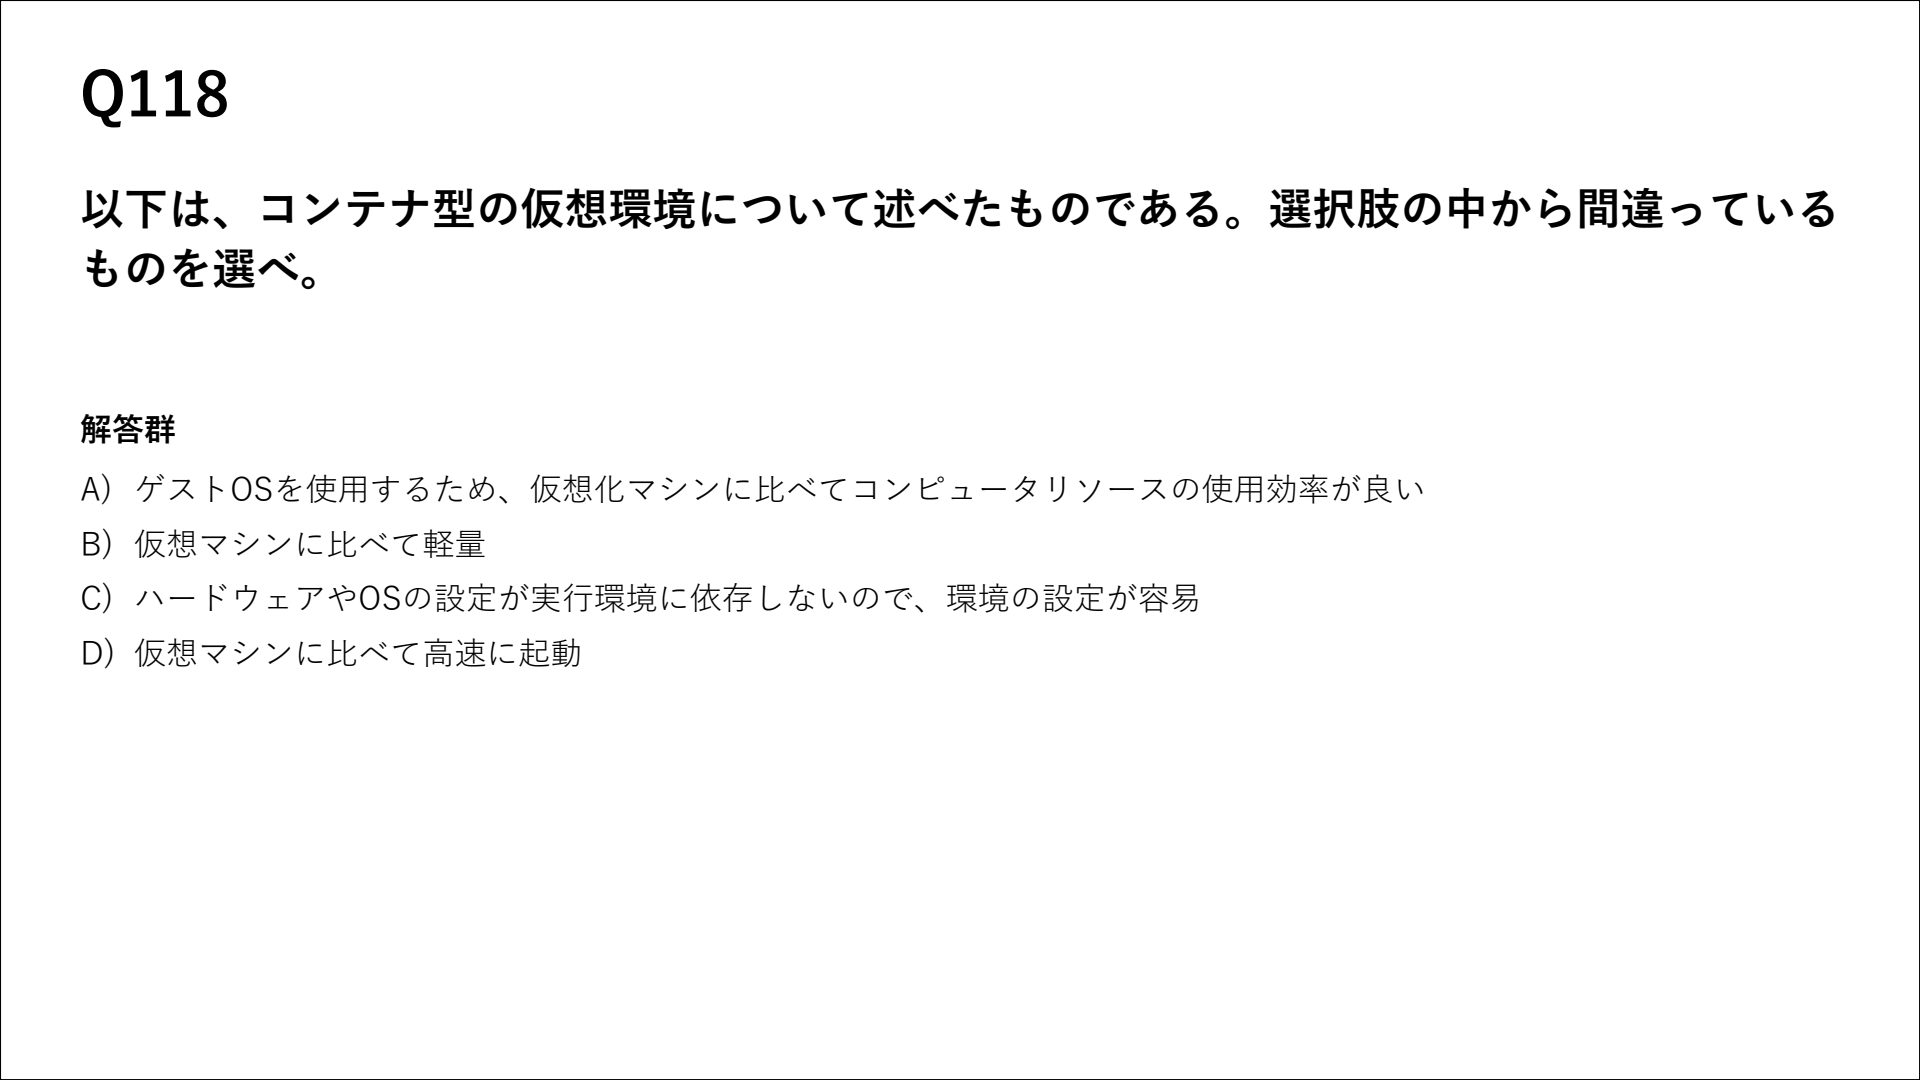 Q118
以下は、コンテナ型の仮想環境について述べたものである。選択肢の中から間違っている
ものを選べ。
解答群
A）ゲストOSを使用するため、仮想化マシンに比べてコンピュータリソースの使用効率が良い
B）仮想マシンに比べて軽量
C）ハードウェアやOSの設定が実行環境に依存しないので、環境の設定が容易
D）仮想マシンに比べて高速に起動